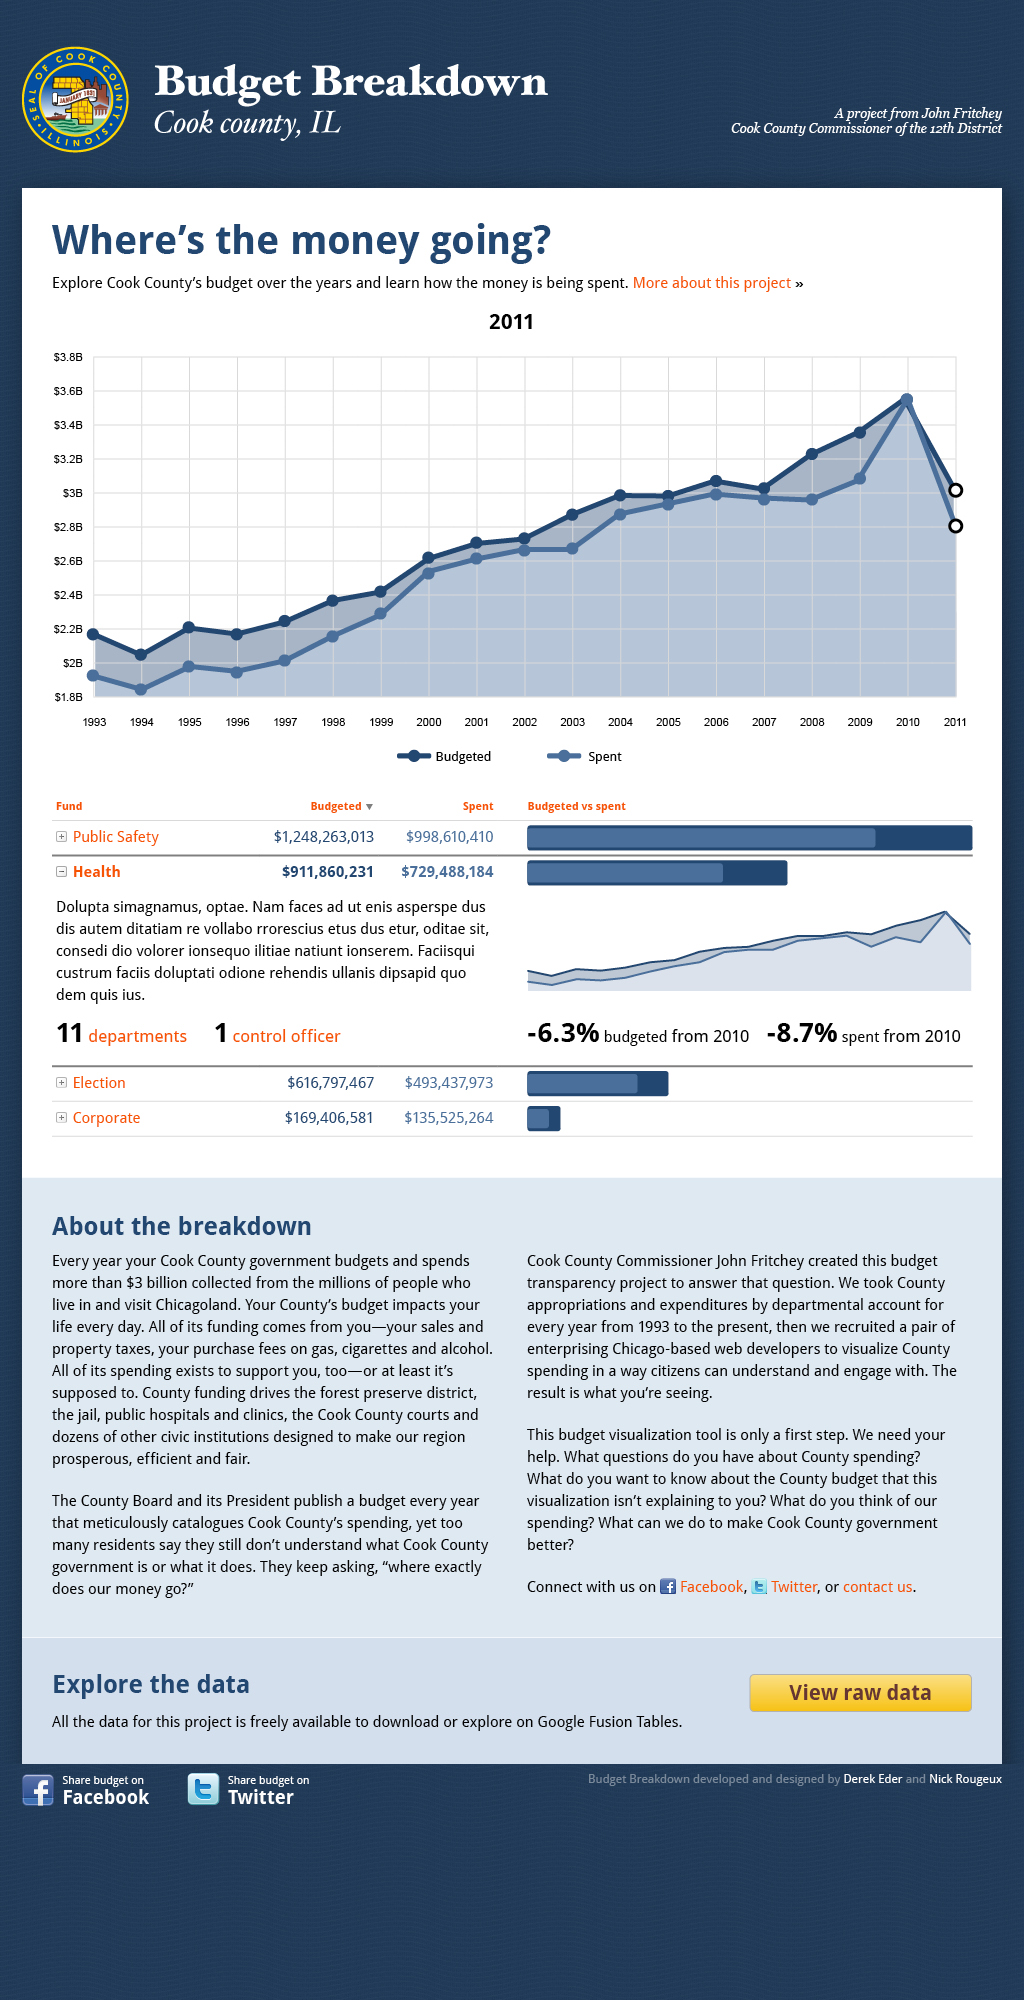 SEAL OF COOK COUNTY
JANUARY 1831
ILLINOIS
Budget Breakdown
Cook county, IL
A project from John Fritchey
Cook County Commissioner of the 12th District
Where’s the money going?
Explore Cook County’s budget over the years and learn how the money is being spent. More about this project »
2011
$3.8B
$3.6B
$3.4B
$3.2B
$3B
$2.8B
$2.6B
$2.4B
$2.2B
$2B
$1.8B
1993 1994 1995 1996 1997 1998 1999 2000 2001 2002 2003 2004 2005 2006 2007 2008 2009 2010 2011
Budgeted Spent
Fund Budgeted ▼ Spent Budgeted vs spent
Public Safety $1,248,263,013 $998,610,410
Health $911,860,231 $729,488,184
Dolupta simagnamus, optae. Nam faces ad ut enis asperspe dus
dis autem ditatiam re vollabo rrorescius etus dus etur, oditae sit,
consedi dio volorer ionsequo ilitiae natiunt ionserem. Faciisqui
custrum faciis doluptati odione rehendis ullanis dipsapid quo
dem quis ius.
11 departments 1 control officer -6.3% budgeted from 2010 -8.7% spent from 2010
Election $616,797,467 $493,437,973
Corporate $169,406,581 $135,525,264
About the breakdown
Every year your Cook County government budgets and spends
more than $3 billion collected from the millions of people who
live in and visit Chicagoland. Your County’s budget impacts your
life every day. All of its funding comes from you—your sales and
property taxes, your purchase fees on gas, cigarettes and alcohol.
All of its spending exists to support you, too—or at least it’s
supposed to. County funding drives the forest preserve district,
the jail, public hospitals and clinics, the Cook County courts and
dozens of other civic institutions designed to make our region
prosperous, efficient and fair.
The County Board and its President publish a budget every year
that meticulously catalogues Cook County’s spending, yet too
many residents say they still don’t understand what Cook County
government is or what it does. They keep asking, “where exactly
does our money go?”
Cook County Commissioner John Fritchey created this budget
transparency project to answer that question. We took County
appropriations and expenditures by departmental account for
every year from 1993 to the present, then we recruited a pair of
enterprising Chicago-based web developers to visualize County
spending in a way citizens can understand and engage with. The
result is what you’re seeing.
This budget visualization tool is only a first step. We need your
help. What questions do you have about County spending?
What do you want to know about the County budget that this
visualization isn’t explaining to you? What do you think of our
spending? What can we do to make Cook County government
better?
Connect with us on Facebook, Twitter, or contact us.
Explore the data
All the data for this project is freely available to download or explore on Google Fusion Tables.
View raw data
Share budget on
Facebook
Share budget on
Twitter
Budget Breakdown developed and designed by Derek Eder and Nick Rougeux